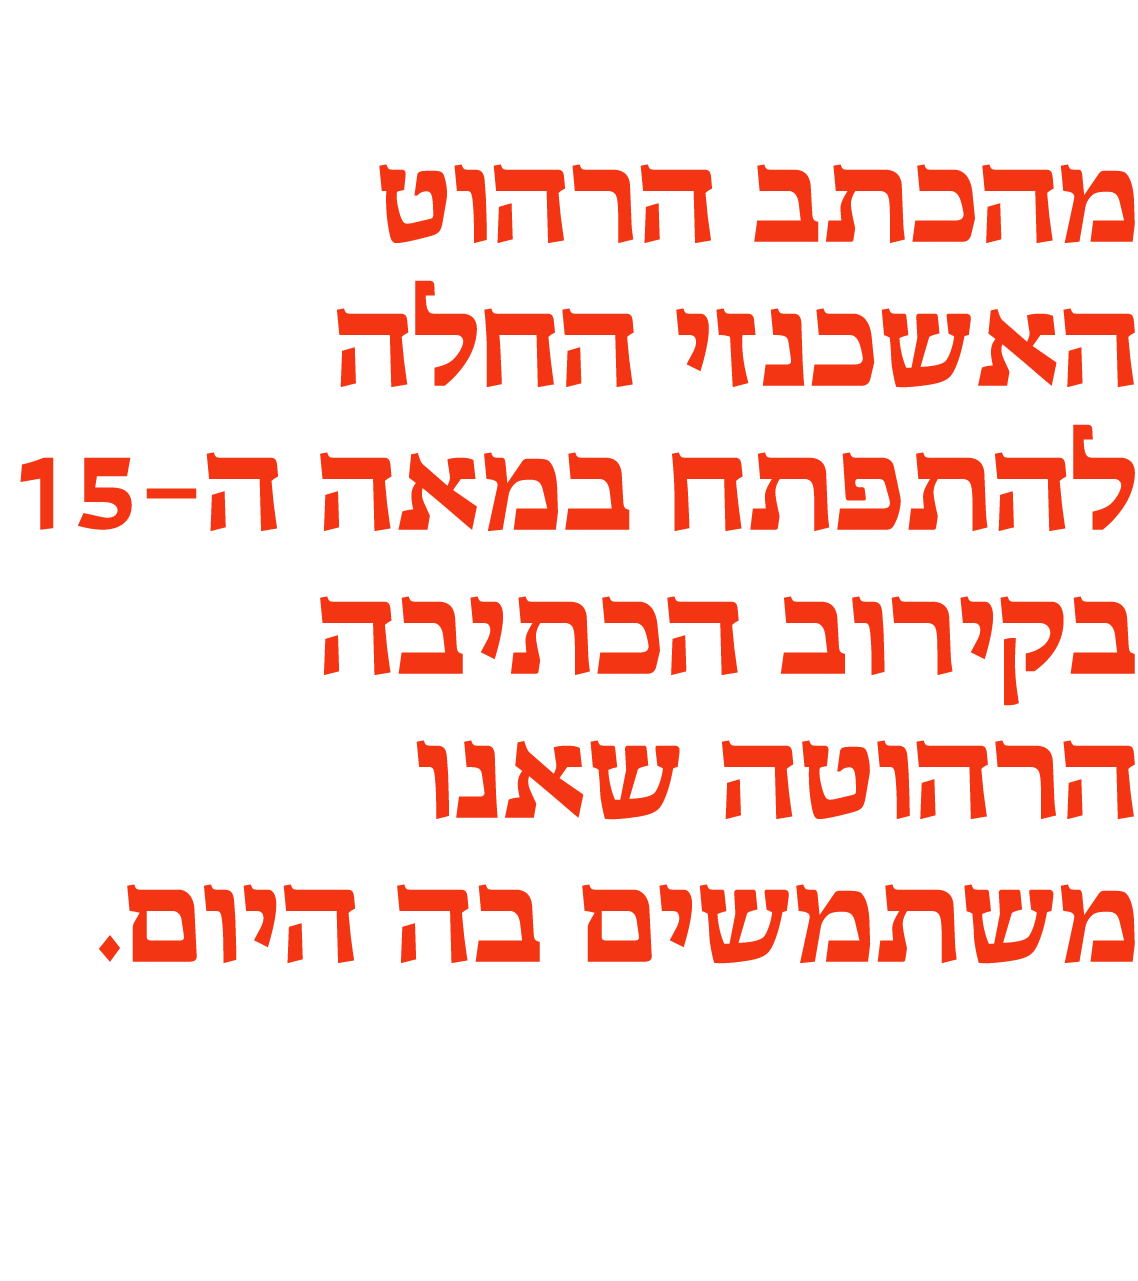 מהכתב הרהוט
האשכנזי החלה
להתפתח במאה ה-15
בקירוב הכתיבה
הרהוטה שאנו
משתמשים בה היום.